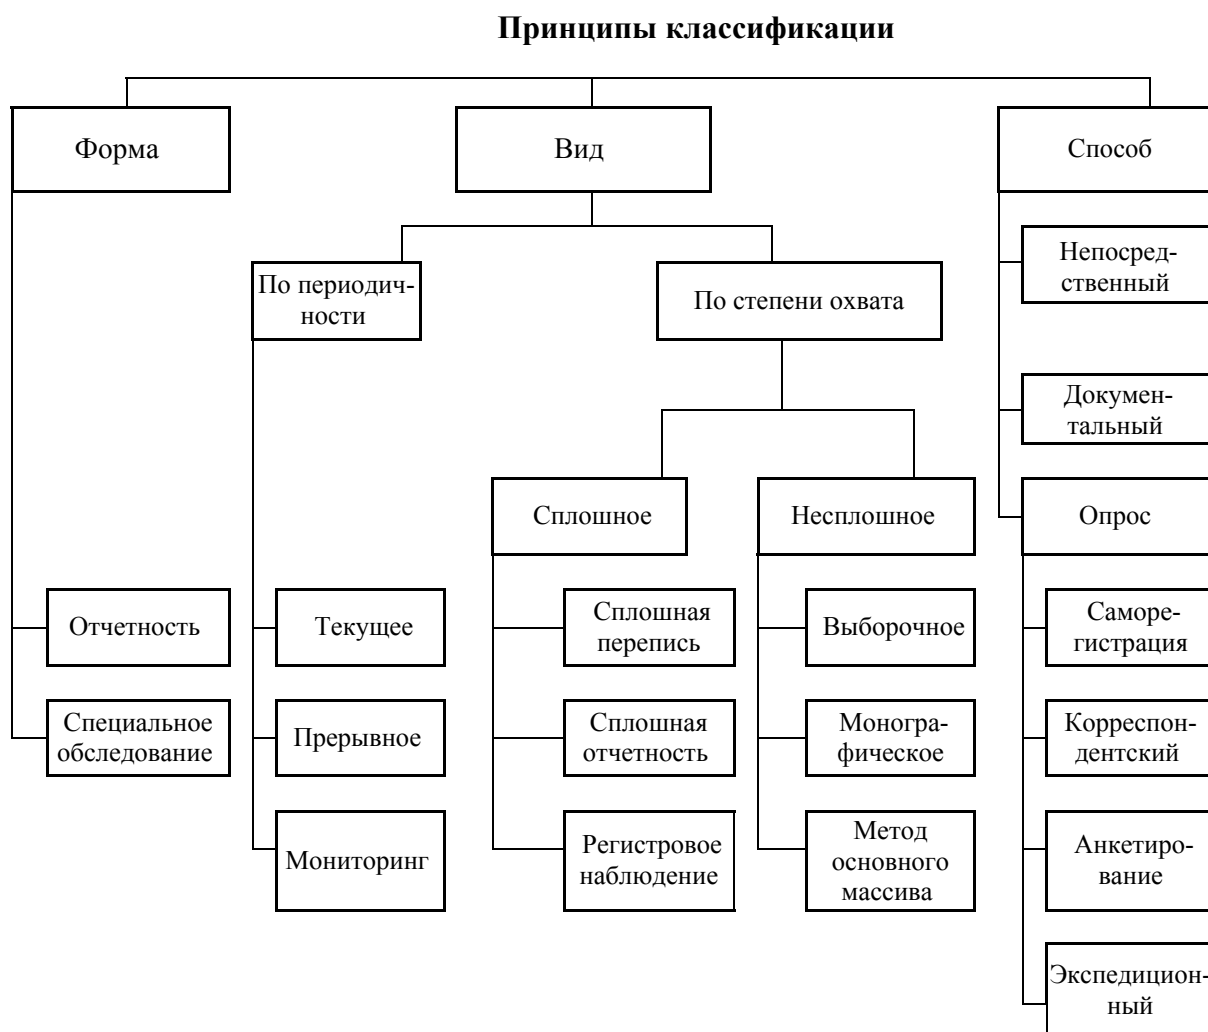 Принципы классификации
Форма
Вид
Способ
По периодич-
ности
По степени охвата
Непосред-
ственный
Докумен-
тальный
Сплошное
Несплошное
Опрос
Отчетность
Специальное
обследование
Текущее
Прерывное
Мониторинг
Сплошная
перепись
Сплошная
отчетность
Регистровое
наблюдение
Выборочное
Моногра-
фическое
Метод
основного
массива
Саморе-
гистрация
Корреспон-
дентский
Анкетиро-
вание
Экспедицион-
ный